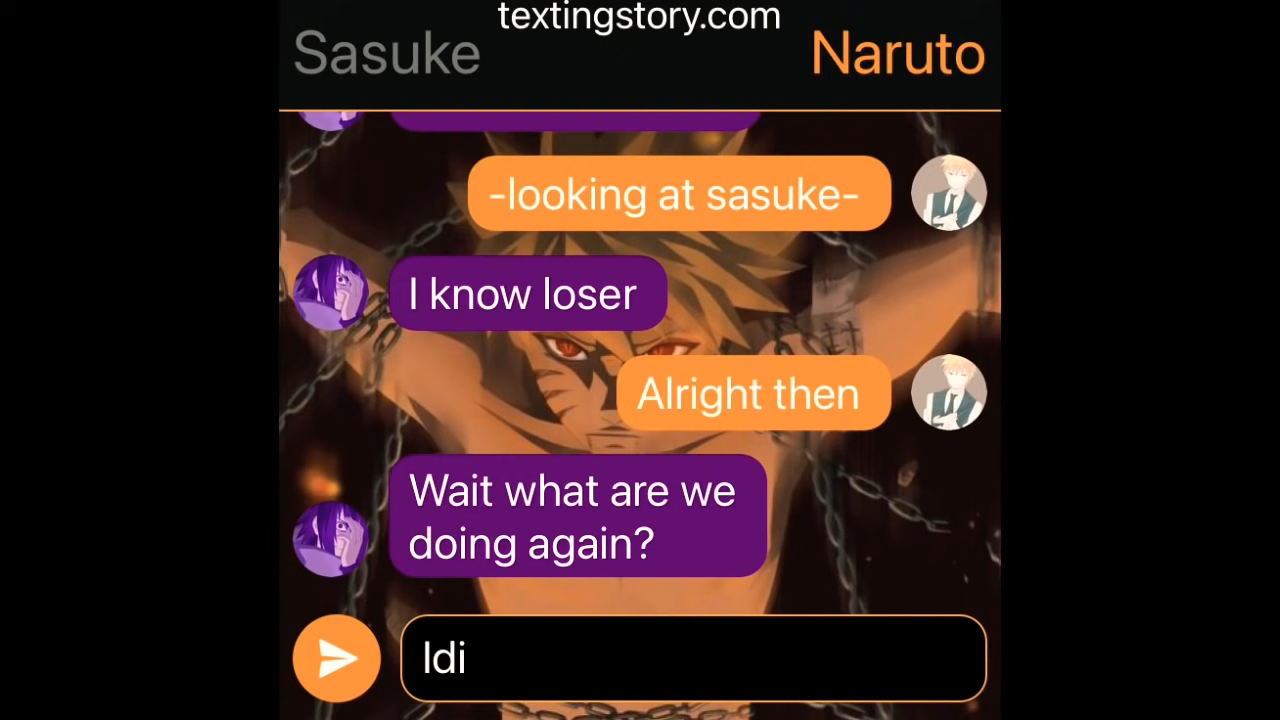 textingstory.com
Sasuke Naruto
-looking at sasuke-
I know loser
Alright then
Wait what are we
doing again?
Idi